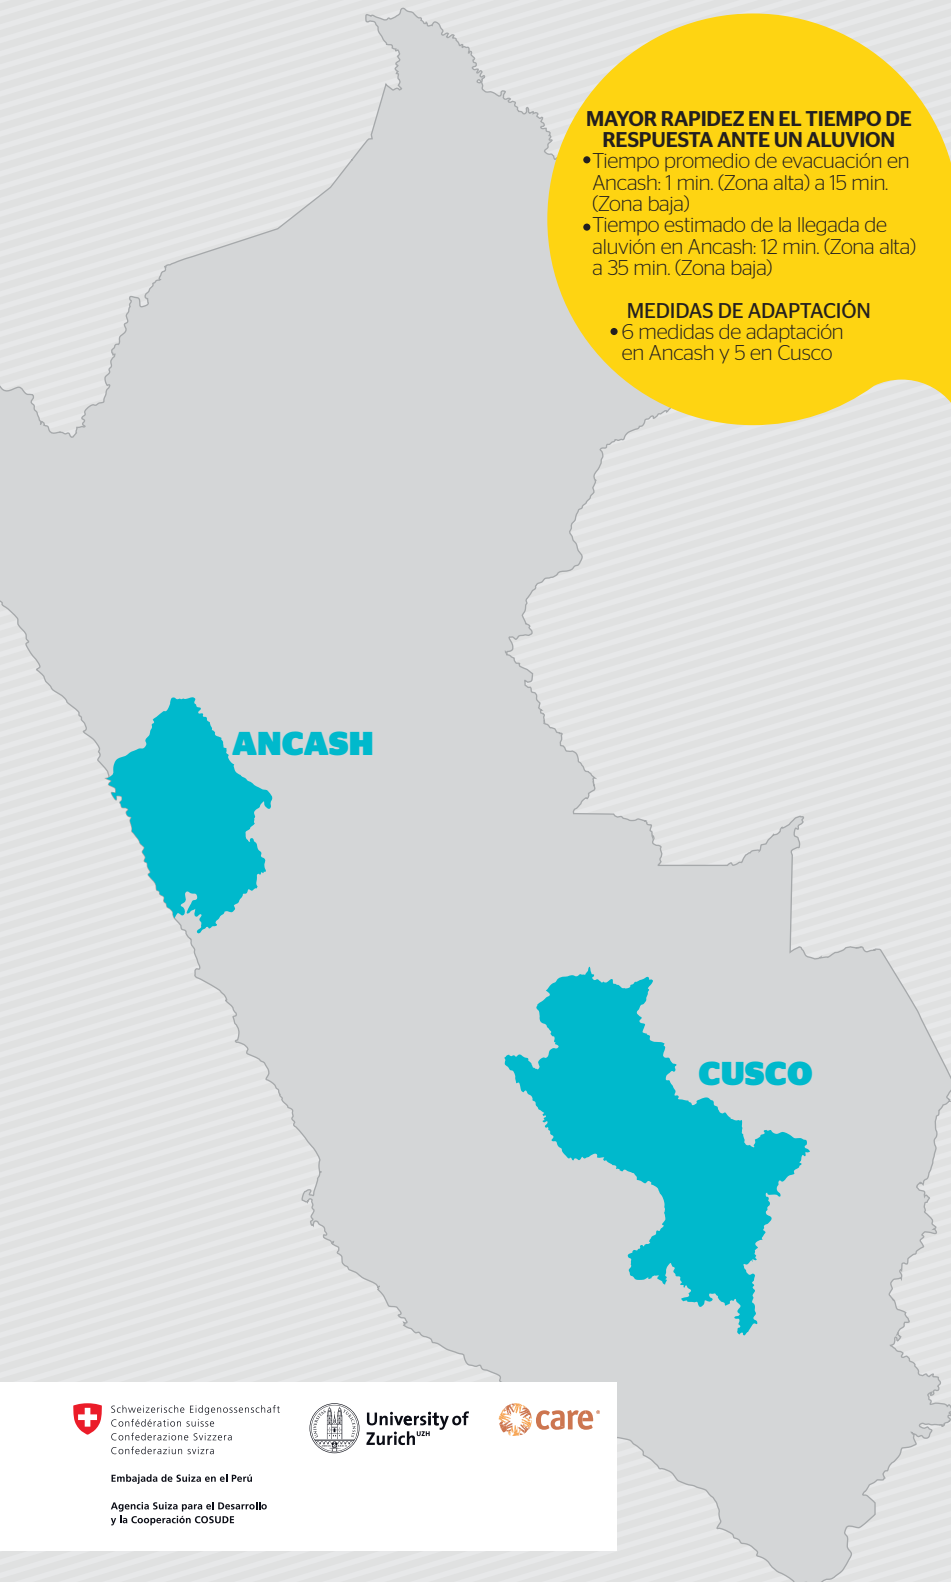 MAYOR RAPIDEZ EN EL TIEMPO DE
RESPUESTA ANTE UN ALUVION
•Tiempo promedio de evacuación en
Ancash: 1 min. (Zona alta) a 15 min.
(Zona baja)
•Tiempo estimado de la llegada de
aluvión en Ancash: 12 min. (Zona alta)
a 35 min. (Zona baja)
MEDIDAS DE ADAPTACIÓN
• 6 medidas de adaptación
en Ancash y 5 en Cusco
ANCASH
CUSCO
Schweizerische Eidgenossenschaft
Confédération suisse
Confederazione Svizzera
Confederaziun svizra
Embajada de Suiza en el Perú
Agencia Suiza para el Desarrollo
y la Cooperación COSUDE
University of
Zurich UZH
care